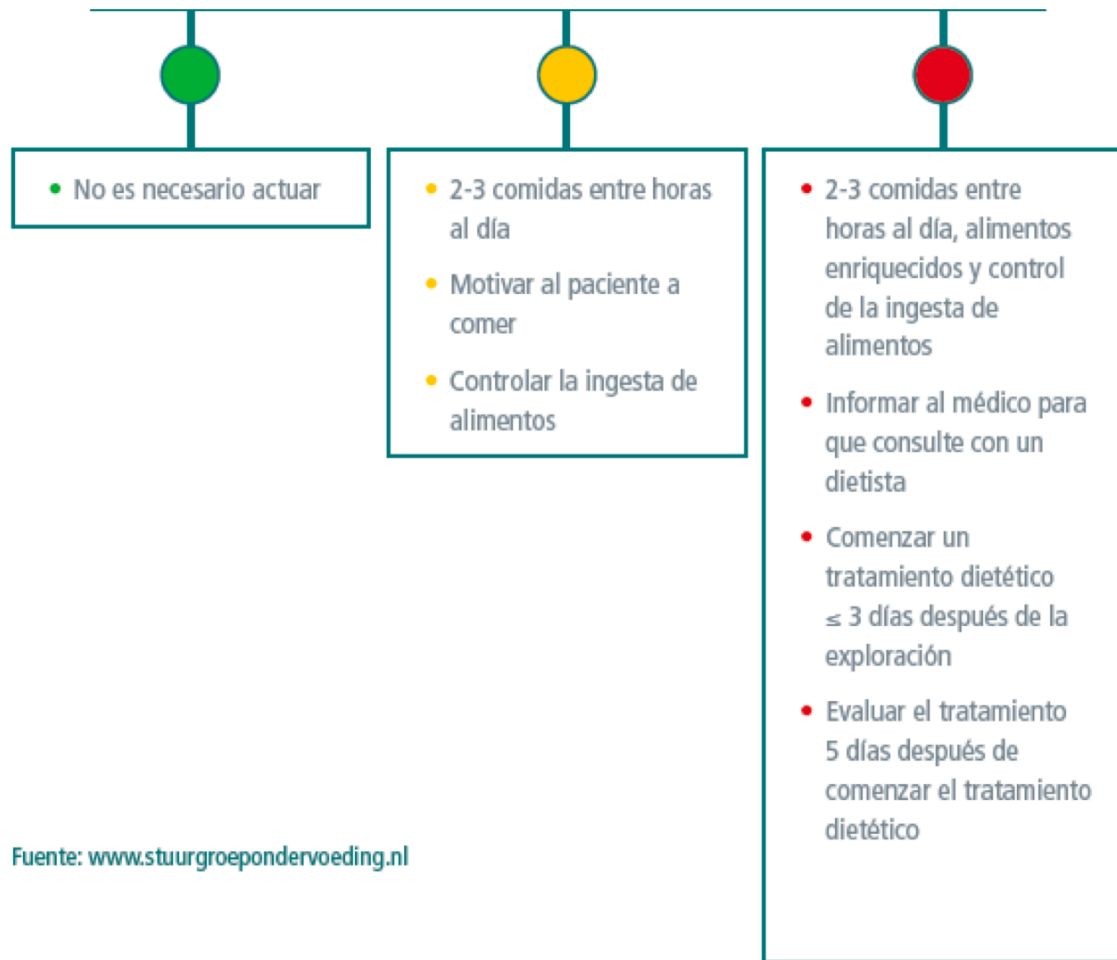 • No es necesario actuar
• 2-3 comidas entre horas
al día
• Motivar al paciente a
comer
• Controlar la ingesta de
alimentos
• 2-3 comidas entre
horas al día, alimentos
enriquecidos y control
de la ingesta de
alimentos
• Informar al médico para
que consulte con un
dietista
• Comenzar un
tratamiento dietético
≤ 3 días después de la
exploración
• Evaluar el tratamiento
5 días después de
comenzar el tratamiento
dietético
Fuente: www.stuurgroepondervoeding.nl